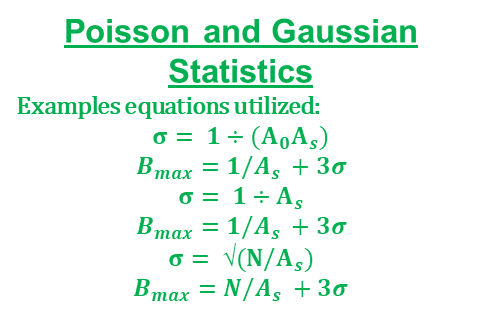 Poisson and Gaussian
Statistics
Examples equations utilized:
σ = 1 ÷ (A₀Aₛ)
Bₘₐₓ = 1/Aₛ + 3σ
σ = 1 ÷ Aₛ
Bₘₐₓ = 1/Aₛ + 3σ
σ = √(N/Aₛ)
Bₘₐₓ = N/Aₛ + 3σ